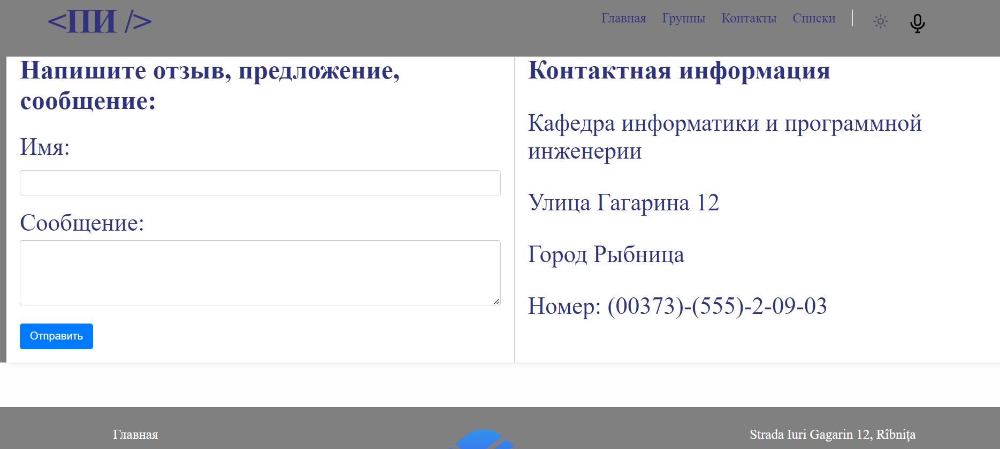 <ПИ />
Главная Группы Контакты Списки
Напишите отзыв, предложение,
сообщение:
Имя:
Сообщение:
Отправить
Контактная информация
Кафедра информатики и программной
инженерии
Улица Гагарина 12
Город Рыбница
Номер: (00373)-(555)-2-09-03
Главная
Strada Iuri Gagarin 12, Rîbniţa